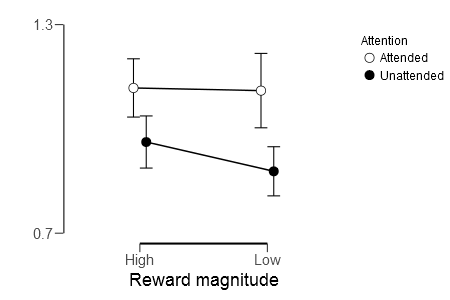 1.3
0.7
High
Low
Reward magnitude
Attention
Attended
Unattended